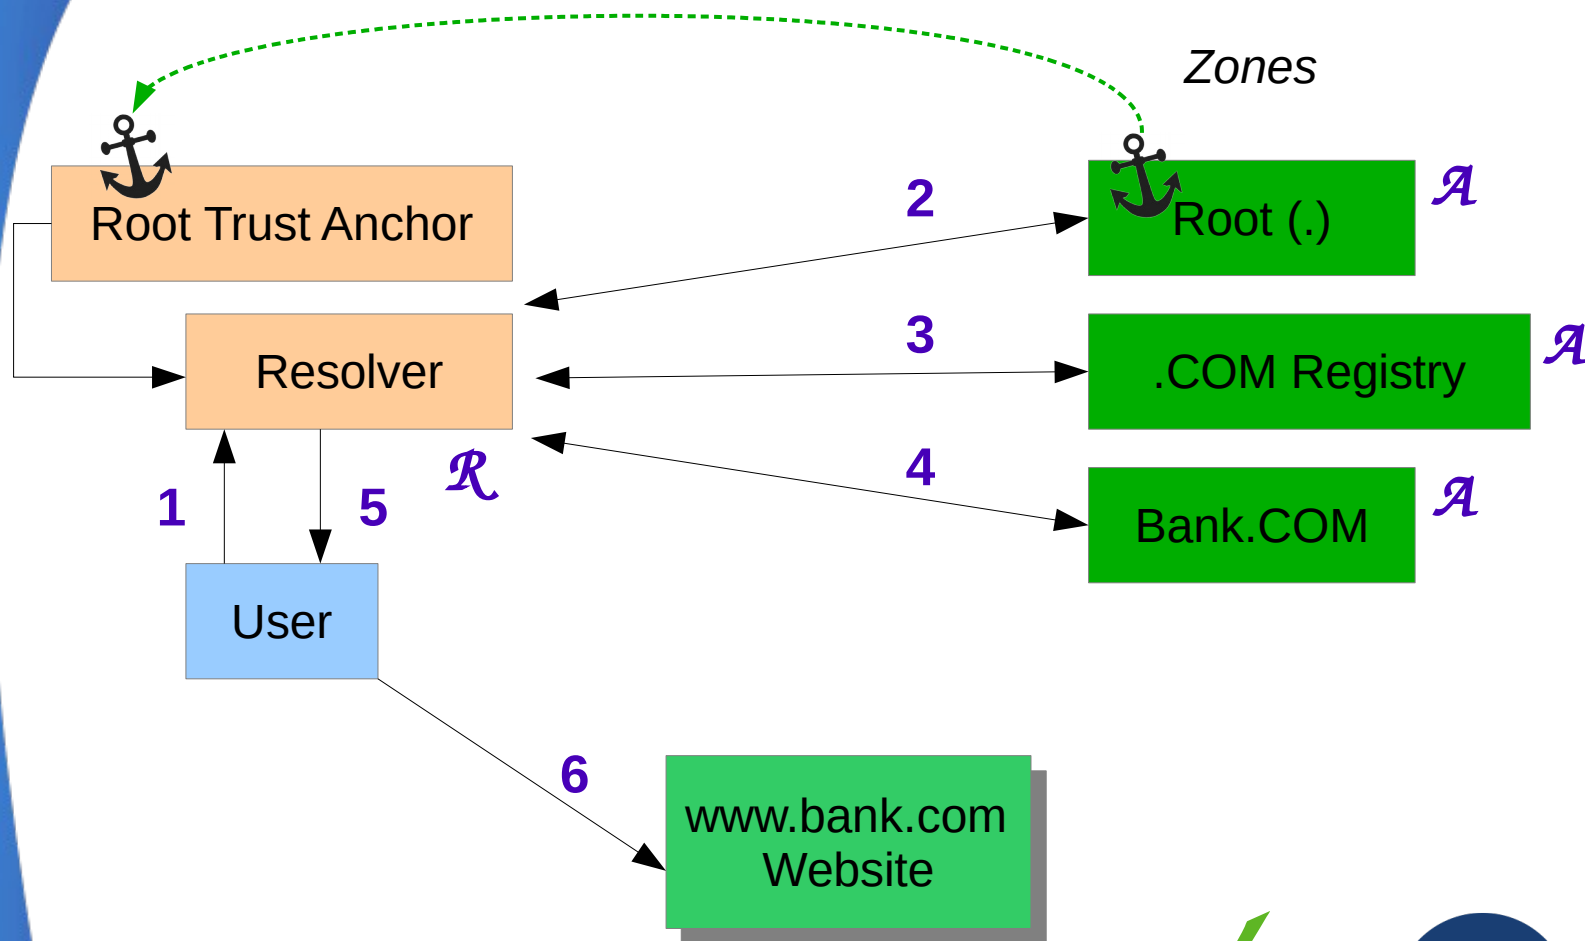 Zones
Root Trust Anchor
2
Root (.)
𝒜
Resolver
3
.COM Registry
𝒜
ℛ
4
Bank.COM
𝒜
1
5
User
6
www.bank.com
Website